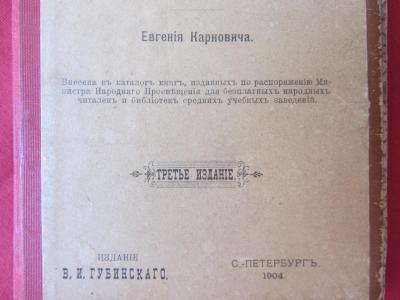 Евгенія Карновича.
Внесена въ каталогъ книгъ, изданныхъ по распоряженію Ми-
нистра Народнаго Просвѣщенія для безплатныхъ народныхъ
читаленъ и библіотекъ среднихъ учебныхъ заведеній.
ТРЕТЬЕ ИЗДАНІЕ.
ИЗДАНІЕ
В. И. ГУБИНСКАГО.
С.-ПЕТЕРБУРГЪ.
1904.